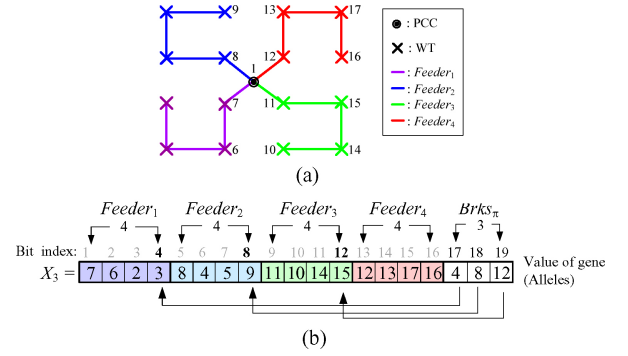 9 13 17
: PCC
: WT
8 12 16
1
: Feeder₁
: Feeder₂
: Feeder₃
: Feeder₄
7 11 15
6 10 14
(a)
Feeder₁ Feeder₂ Feeder₃ Feeder₄ Brksπ
4 4 4 4 3
Bit index: 1 2 3 4 5 6 7 8 9 10 11 12 13 14 15 16 17 18 19
X₃ = 7 6 2 3 8 4 5 9 11 10 14 15 12 13 17 16 4 8 12
Value of gene
(Alleles)
(b)